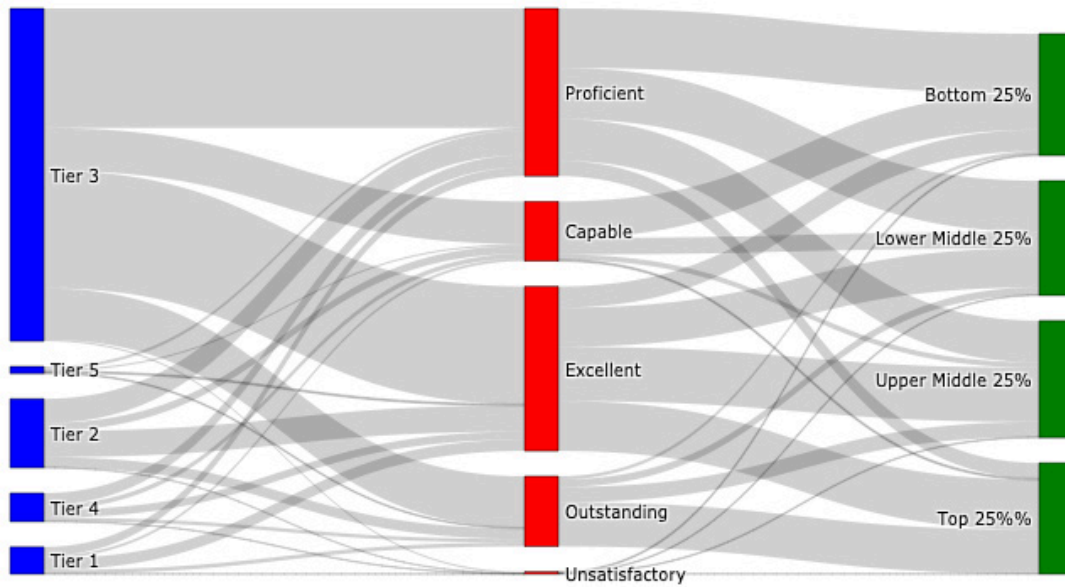 Tier 3
Tier 5
Tier 2
Tier 4
Tier 1
Proficient
Capable
Excellent
Outstanding
Unsatisfactory
Bottom 25%
Lower Middle 25%
Upper Middle 25%
Top 25%%